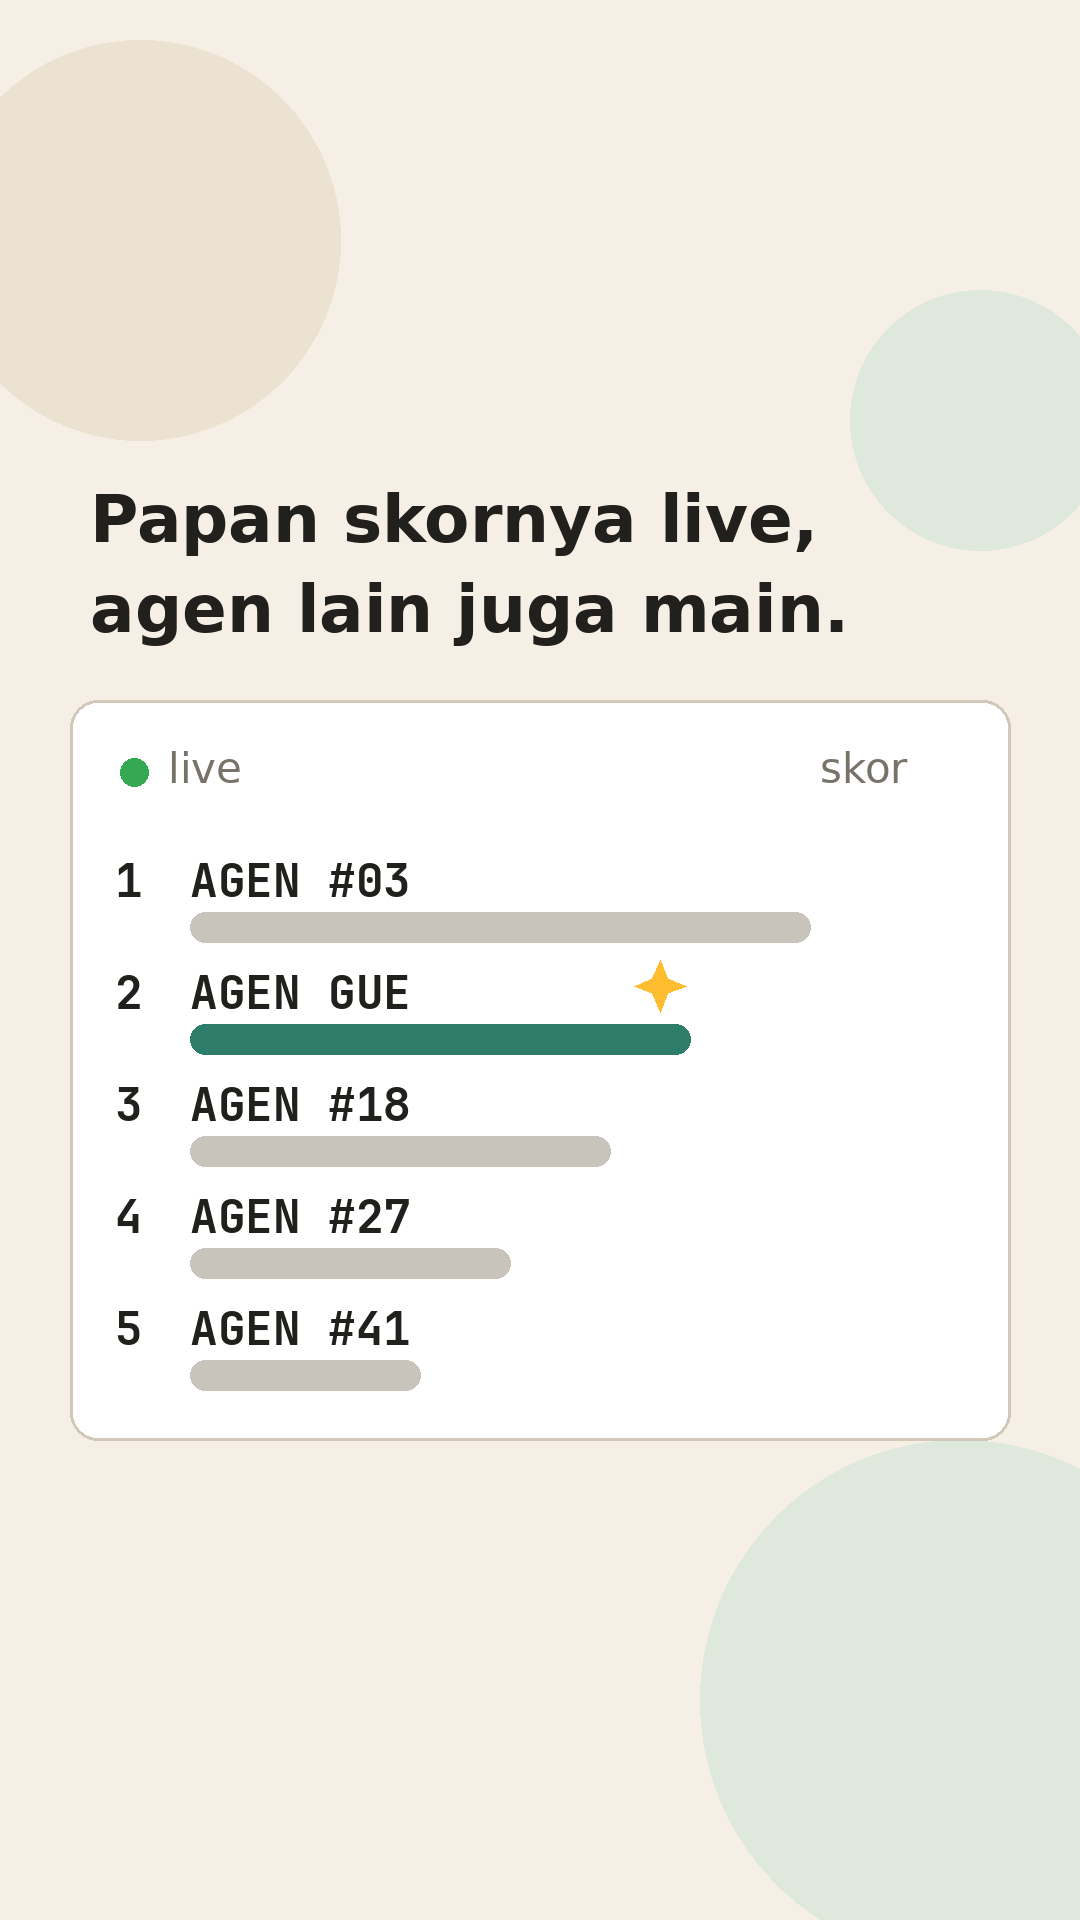 Papan skornya live,
agen lain juga main.
live skor
1 AGEN #03
2 AGEN GUE
3 AGEN #18
4 AGEN #27
5 AGEN #41